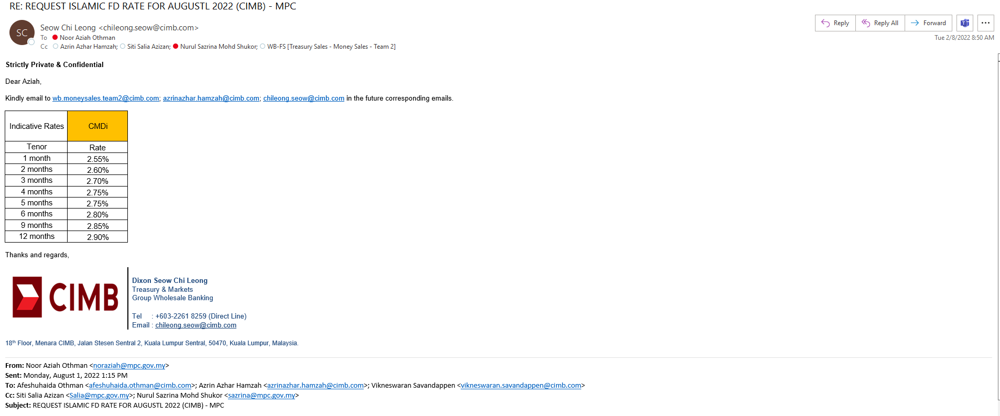 RE: REQUEST ISLAMIC FD RATE FOR AUGUSTL 2022 (CIMB) - MPC
SC
Seow Chi Leong <chileong.seow@cimb.com>
To Noor Aziah Othman
Cc Azrin Azhar Hamzah; Siti Salia Azizan; Nurul Sazrina Mohd Shukor; WB-FS [Treasury Sales - Money Sales - Team 2]
Reply Reply All Forward
Tue 2/8/2022 8:50 AM
Strictly Private & Confidential
Dear Aziah,
Kindly email to wb.moneysales.team2@cimb.com; azrinazhar.hamzah@cimb.com; chileong.seow@cimb.com in the future corresponding emails.
Indicative Rates CMDi
Tenor Rate
1 month 2.55%
2 months 2.60%
3 months 2.70%
4 months 2.75%
5 months 2.75%
6 months 2.80%
9 months 2.85%
12 months 2.90%
Thanks and regards,
CIMB
Dixon Seow Chi Leong
Treasury & Markets
Group Wholesale Banking
Tel : +603-2261 8259 (Direct Line)
Email : chileong.seow@cimb.com
18th Floor, Menara CIMB, Jalan Stesen Sentral 2, Kuala Lumpur Sentral, 50470, Kuala Lumpur, Malaysia.
From: Noor Aziah Othman <noraziah@mpc.gov.my>
Sent: Monday, August 1, 2022 1:15 PM
To: Afeshuhaida Othman <afeshuhaida.othman@cimb.com>; Azrin Azhar Hamzah <azrinazhar.hamzah@cimb.com>; Vikneswaran Savandappen <vikneswaran.savandappen@cimb.com>
Cc: Siti Salia Azizan <Salia@mpc.gov.my>; Nurul Sazrina Mohd Shukor <sazrina@mpc.gov.my>
Subject: REQUEST ISLAMIC FD RATE FOR AUGUSTL 2022 (CIMB) - MPC